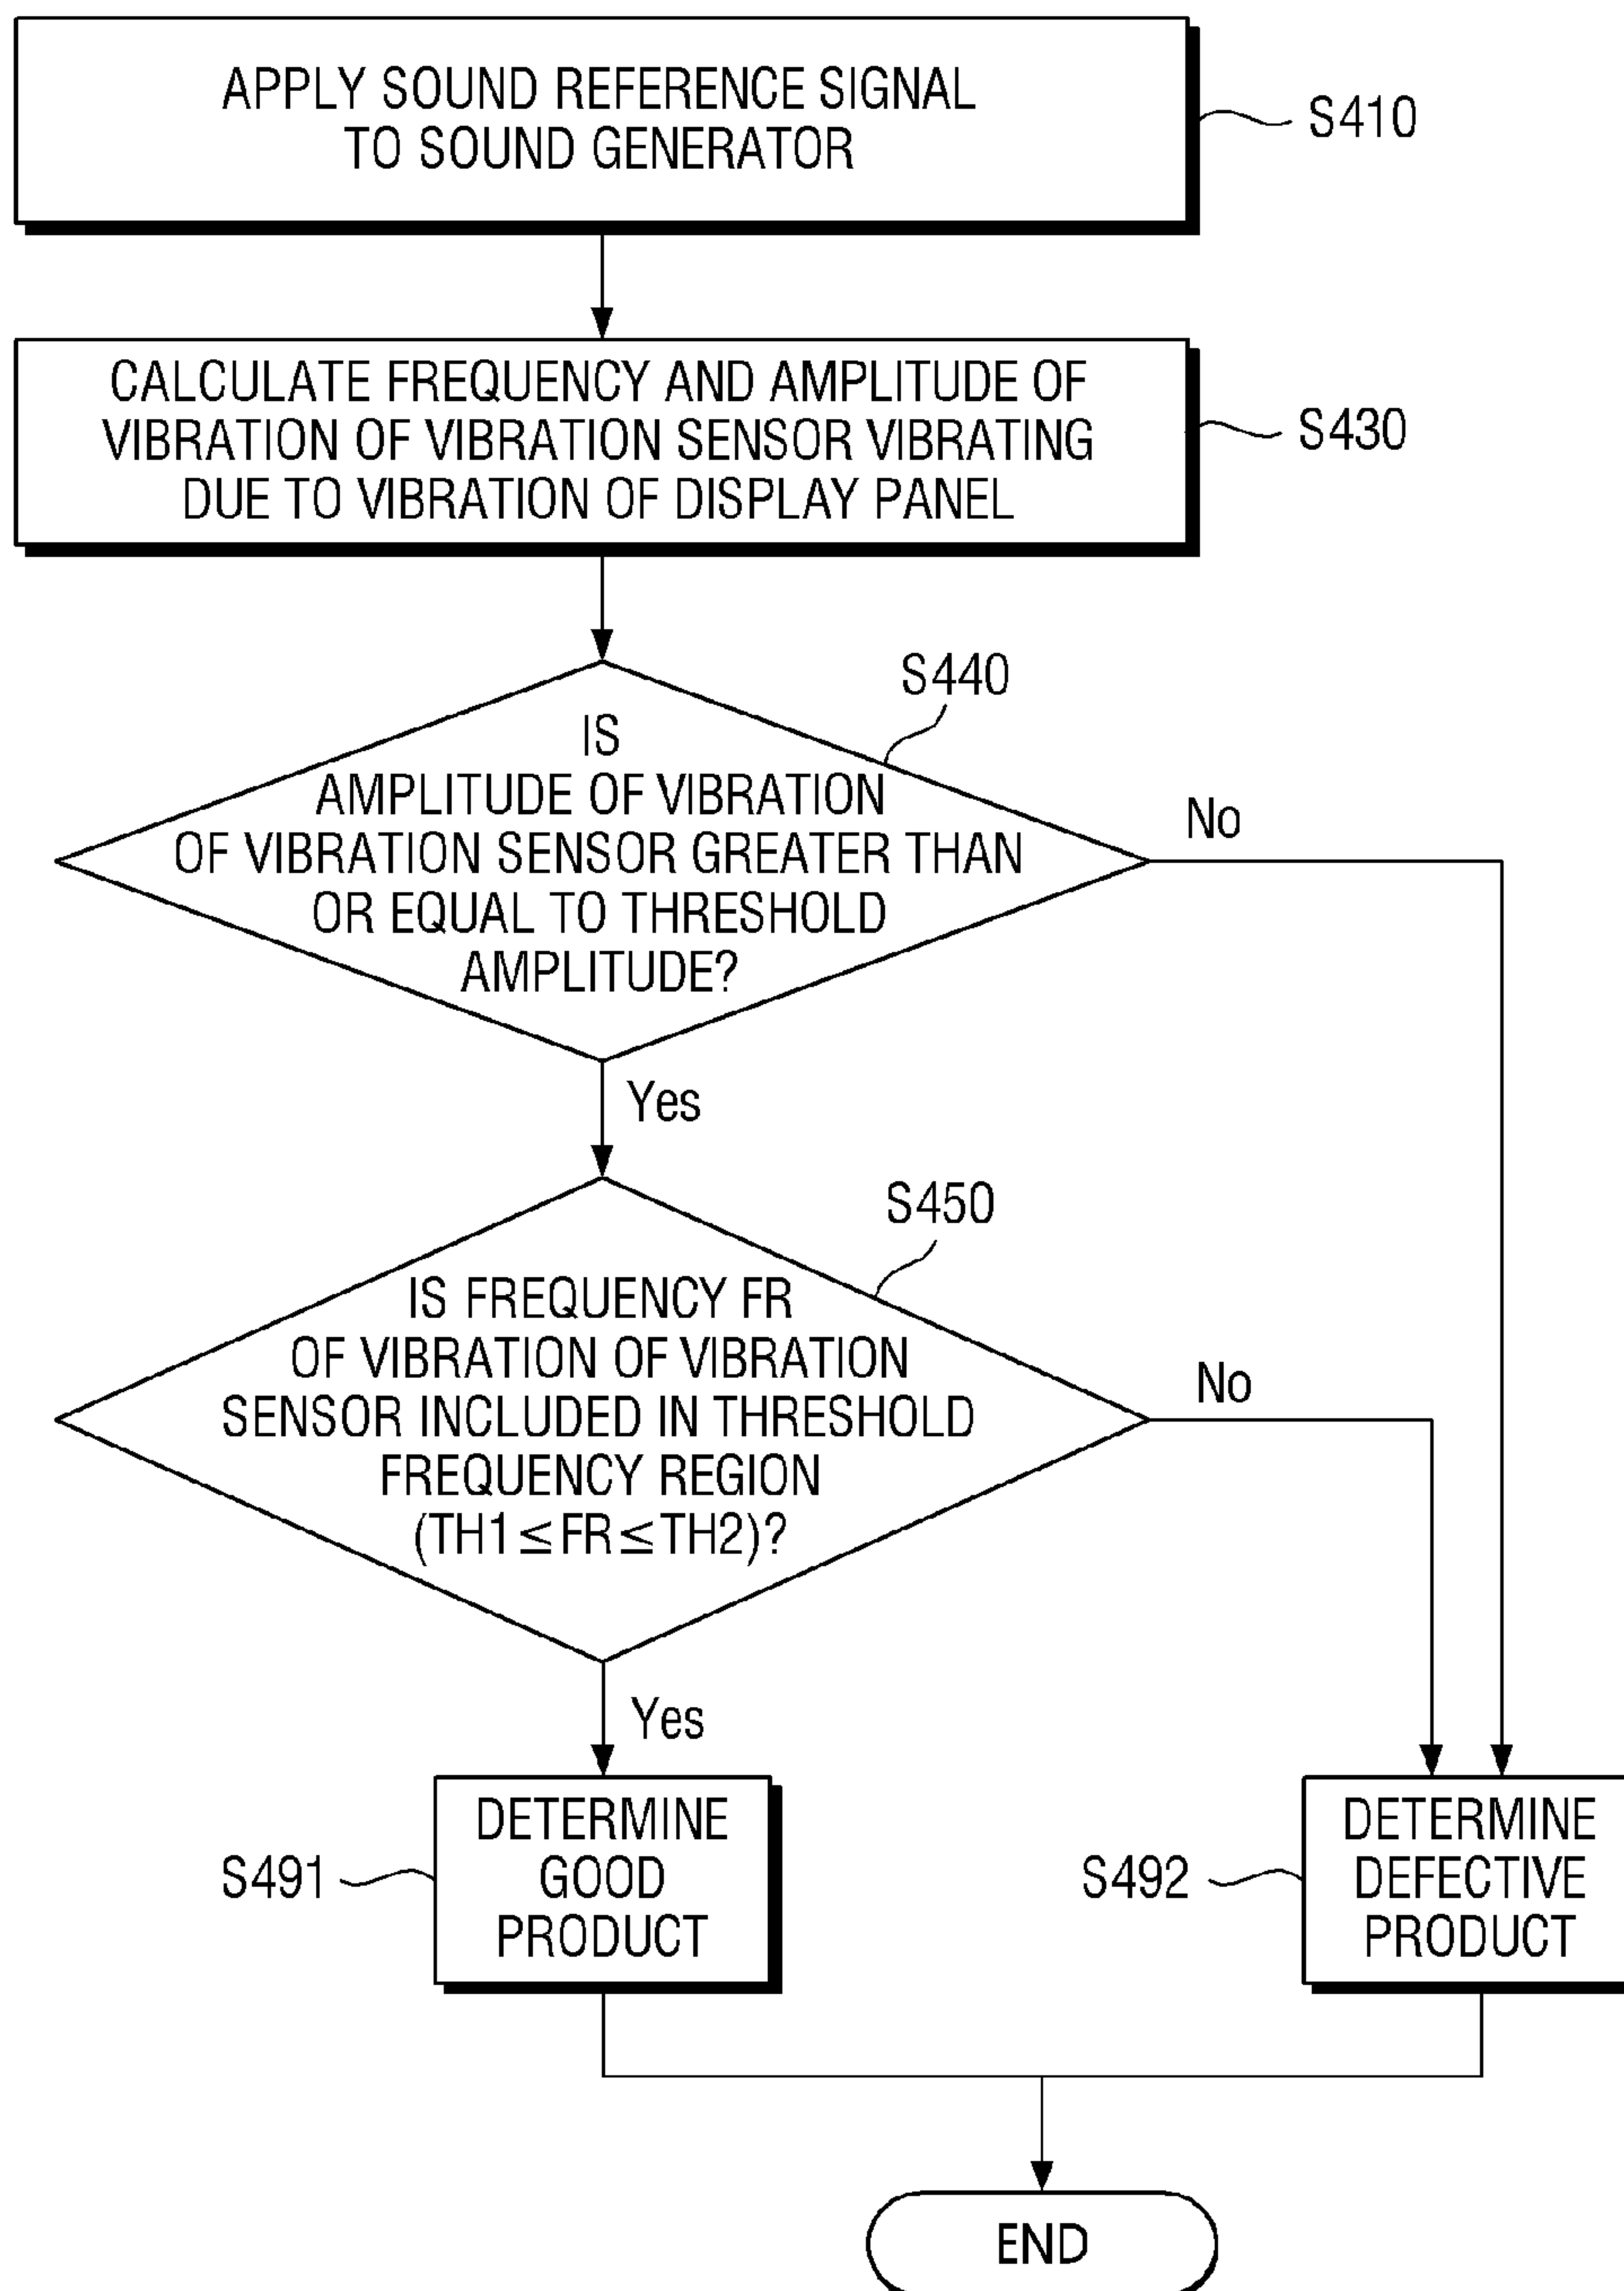 APPLY SOUND REFERENCE SIGNAL
TO SOUND GENERATOR
S410
CALCULATE FREQUENCY AND AMPLITUDE OF
VIBRATION OF VIBRATION SENSOR VIBRATING
DUE TO VIBRATION OF DISPLAY PANEL
S430
S440
IS
AMPLITUDE OF VIBRATION
OF VIBRATION SENSOR GREATER THAN
OR EQUAL TO THRESHOLD
AMPLITUDE?
No
Yes
S450
IS FREQUENCY FR
OF VIBRATION OF VIBRATION
SENSOR INCLUDED IN THRESHOLD
FREQUENCY REGION
(TH1≤FR≤TH2)?
No
Yes
S491
DETERMINE
GOOD
PRODUCT
S492
DETERMINE
DEFECTIVE
PRODUCT
END